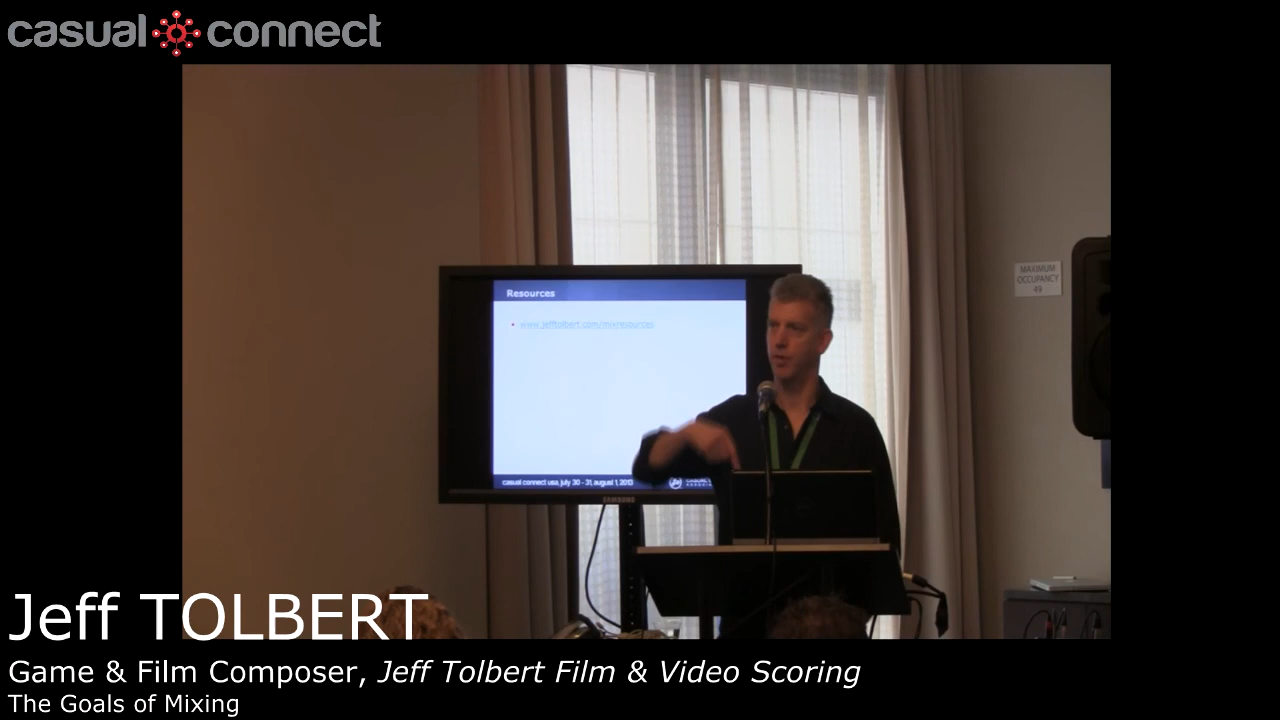 casual connect
MAXIMUM
OCCUPANCY
49
Resources
www.jefftolbert.com/mixresources
casual connect usa, july 30 - 31, august 1, 2013
SAMSUNG
Jeff TOLBERT
Game & Film Composer, Jeff Tolbert Film & Video Scoring
The Goals of Mixing